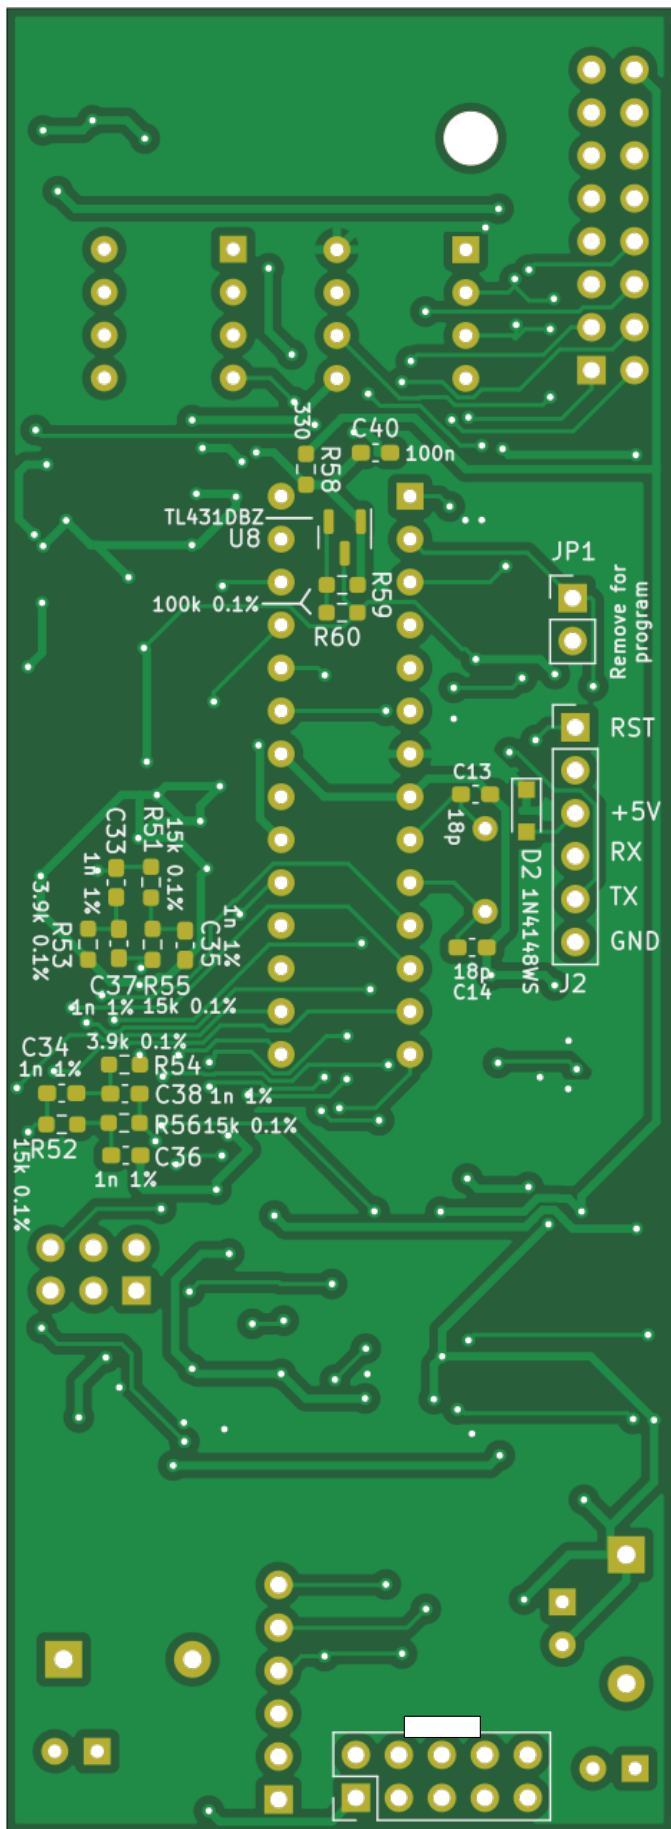 330
C40
100n
R58
TL431DBZ
U8
R59
100k 0.1%
R60
JP1
Remove for
program
RST
+5V
RX
TX
GND
J2
C13
18p
D2 1N4148WS
18p
C14
C33
1n 1%
R51
15k 0.1%
3.9k 0.1%
R53
1n 1%
C35
C37
R55
1n 1%
15k 0.1%
3.9k 0.1%
C34
1n 1%
R54
C38
1n 1%
R56
15k 0.1%
R52
C36
1n 1%
15k 0.1%